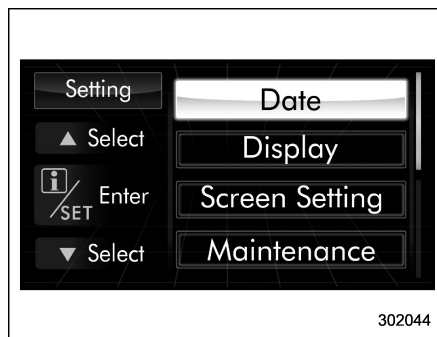 Setting
▲ Select
i/SET Enter
▼ Select
Date
Display
Screen Setting
Maintenance
302044